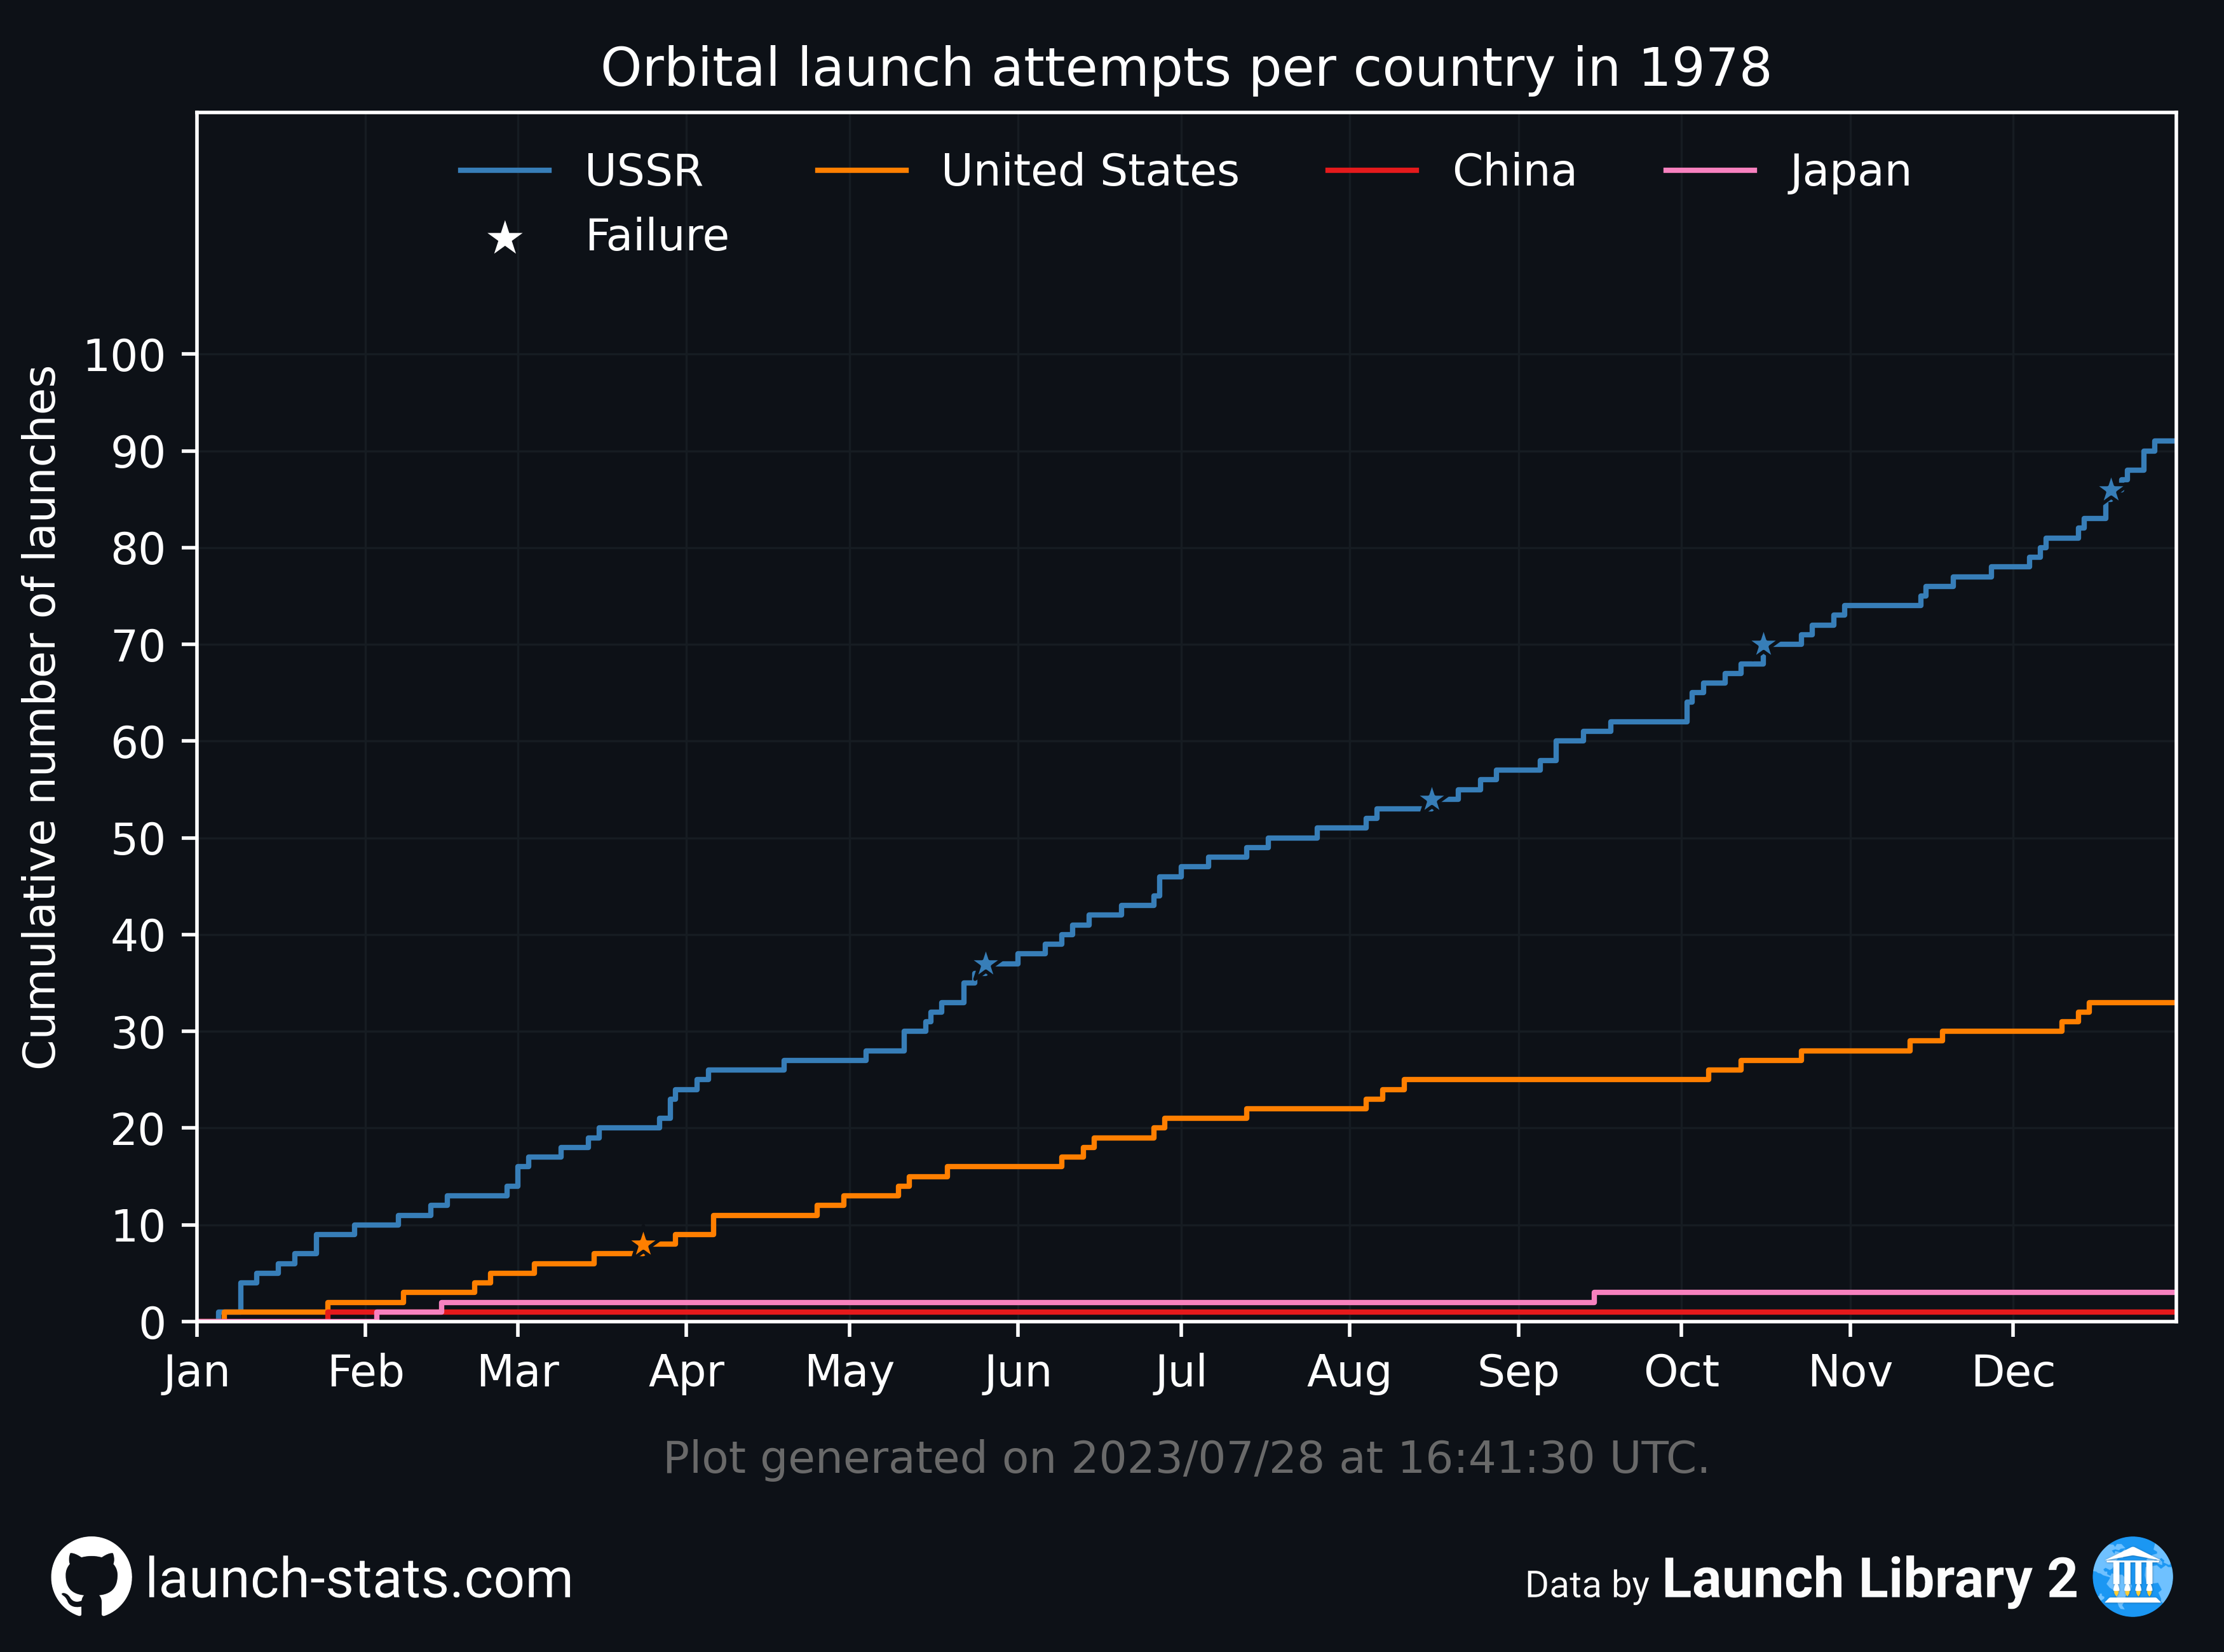 Orbital launch attempts per country in 1978
USSR United States China Japan
Failure
Cumulative number of launches
100
90
80
70
60
50
40
30
20
10
0
Jan Feb Mar Apr May Jun Jul Aug Sep Oct Nov Dec
Plot generated on 2023/07/28 at 16:41:30 UTC.
launch-stats.com
Data by Launch Library 2